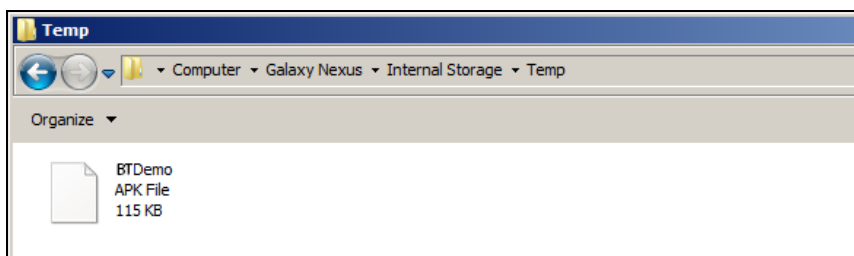 Temp
Computer Galaxy Nexus Internal Storage Temp
Organize
BTDemo
APK File
115 KB